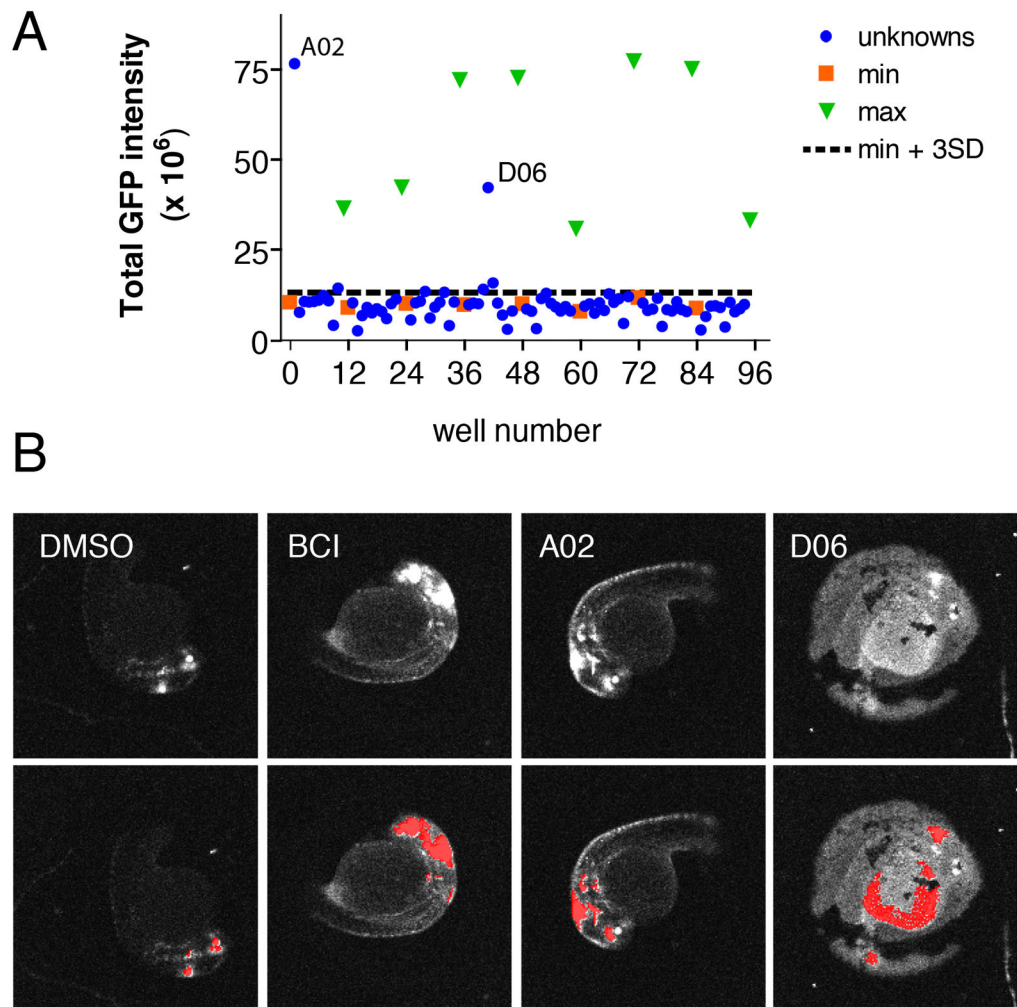 A
Total GFP intensity
(x 10⁶)
75
50
25
0
A02
D06
0 12 24 36 48 60 72 84 96
well number
unknowns
min
max
min + 3SD
B
DMSO BCI A02 D06